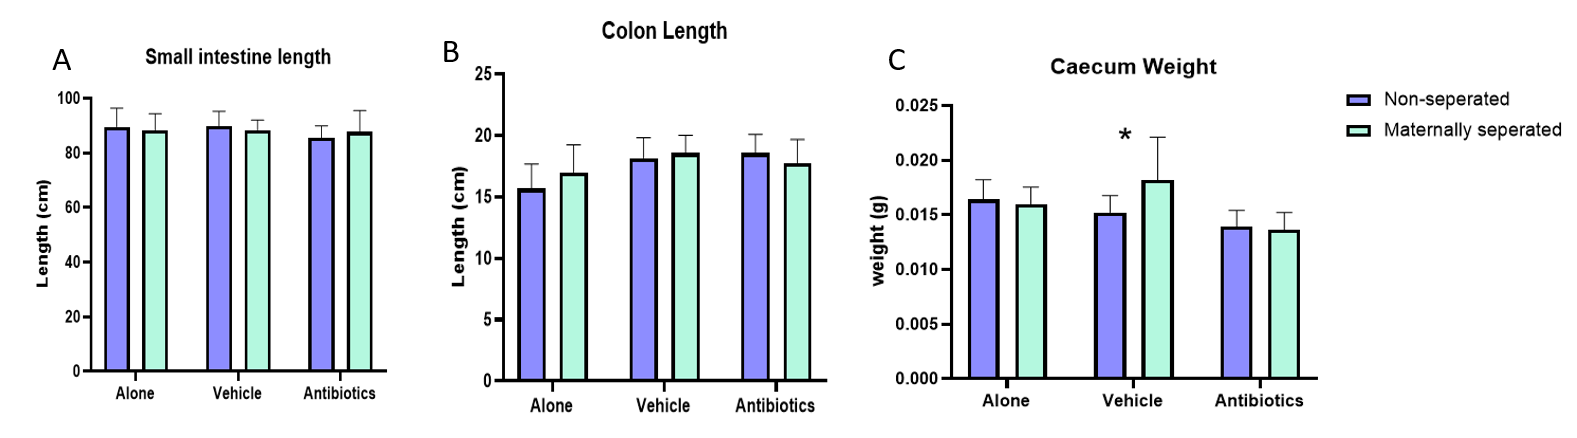 A
Small intestine length
Length (cm)
100
80
60
40
20
0
Alone Vehicle Antibiotics
B
Colon Length
Length (cm)
25
20
15
10
5
0
Alone Vehicle Antibiotics
C
Caecum Weight
weight (g)
0.025
0.020
0.015
0.010
0.005
0.000
*
Alone Vehicle Antibiotics
Non-seperated
Maternally seperated